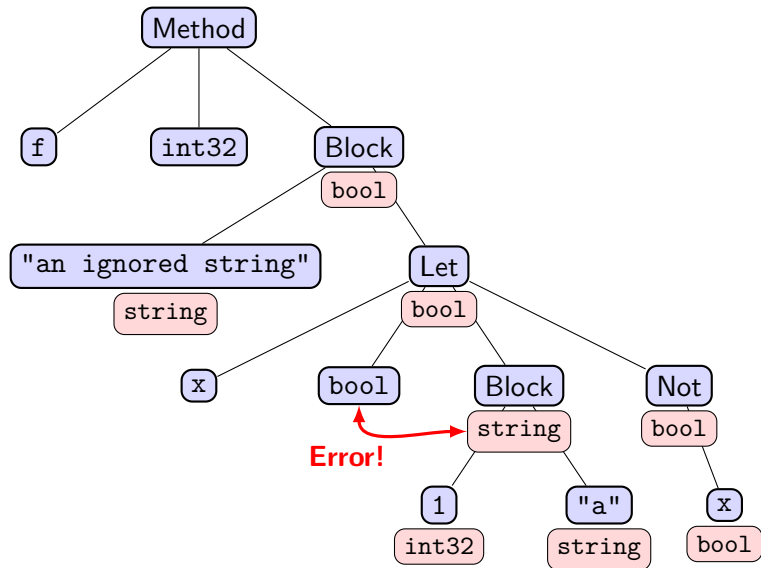 Method
f
int32
Block
bool
"an ignored string"
string
Let
bool
x
bool
Block
string
Not
bool
Error!
1
int32
"a"
string
x
bool